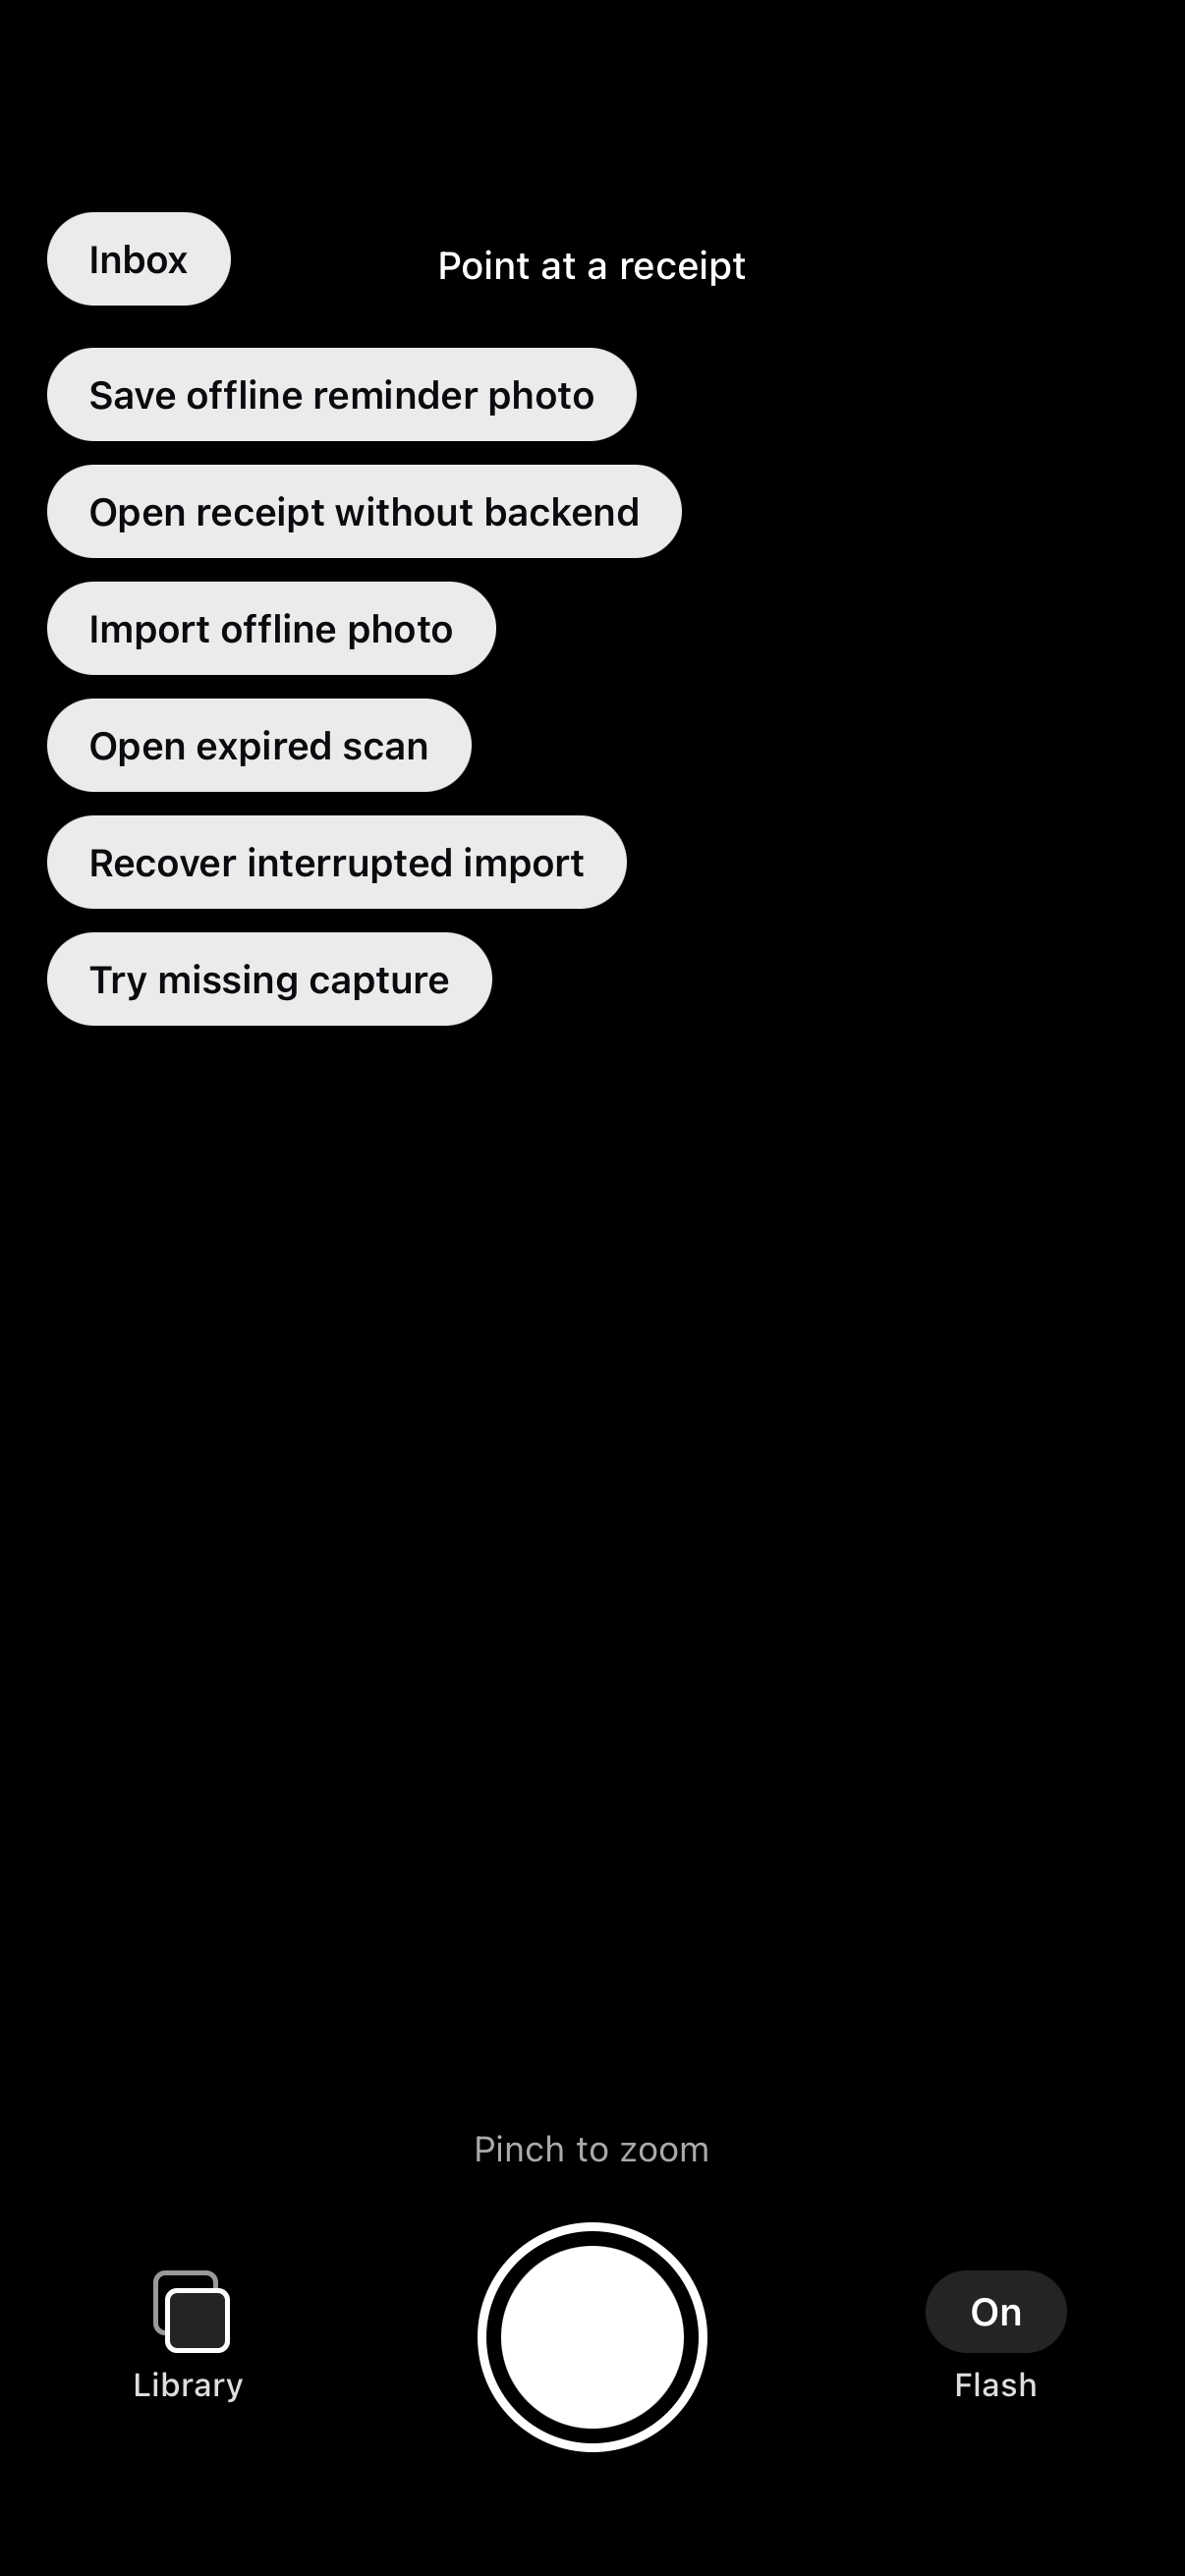 Inbox
Point at a receipt
Save offline reminder photo
Open receipt without backend
Import offline photo
Open expired scan
Recover interrupted import
Try missing capture
Pinch to zoom
On
Library
Flash